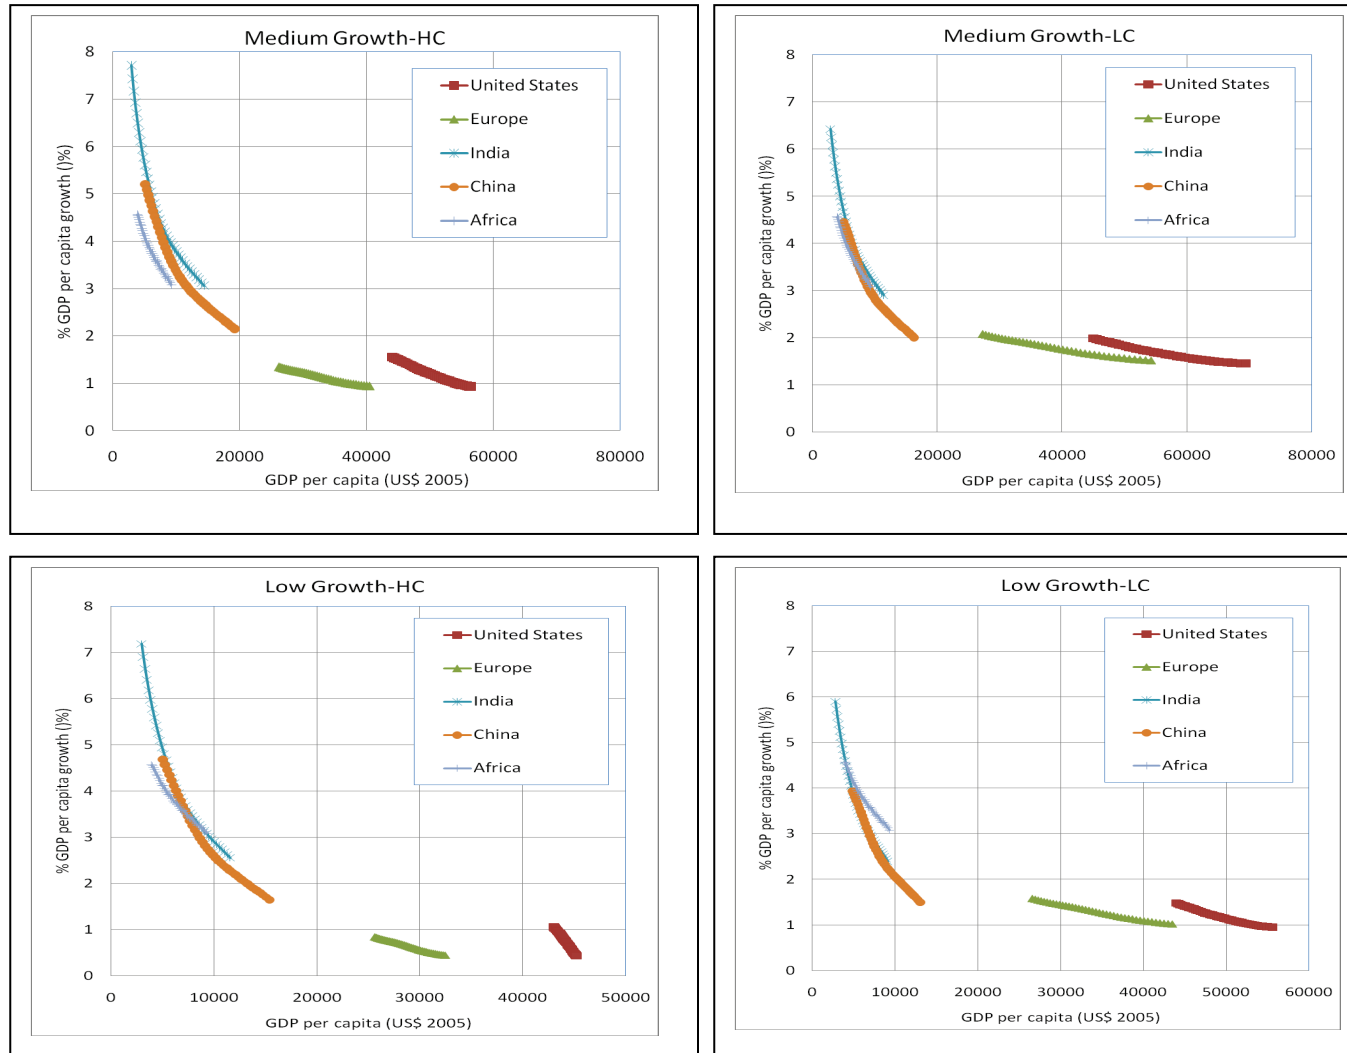 Medium Growth-HC
% GDP per capita growth ()%)
8
7
6
5
4
3
2
1
0
United States
Europe
India
China
Africa
0 20000 40000 60000 80000
GDP per capita (US$ 2005)
Medium Growth-LC
% GDP per capita growth ()%)
8
7
6
5
4
3
2
1
0
United States
Europe
India
China
Africa
0 20000 40000 60000 80000
GDP per capita (US$ 2005)
Low Growth-HC
% GDP per capita growth ()%)
8
7
6
5
4
3
2
1
0
United States
Europe
India
China
Africa
0 10000 20000 30000 40000 50000
GDP per capita (US$ 2005)
Low Growth-LC
% GDP per capita growth ()%)
8
7
6
5
4
3
2
1
0
United States
Europe
India
China
Africa
0 10000 20000 30000 40000 50000 60000
GDP per capita (US$ 2005)